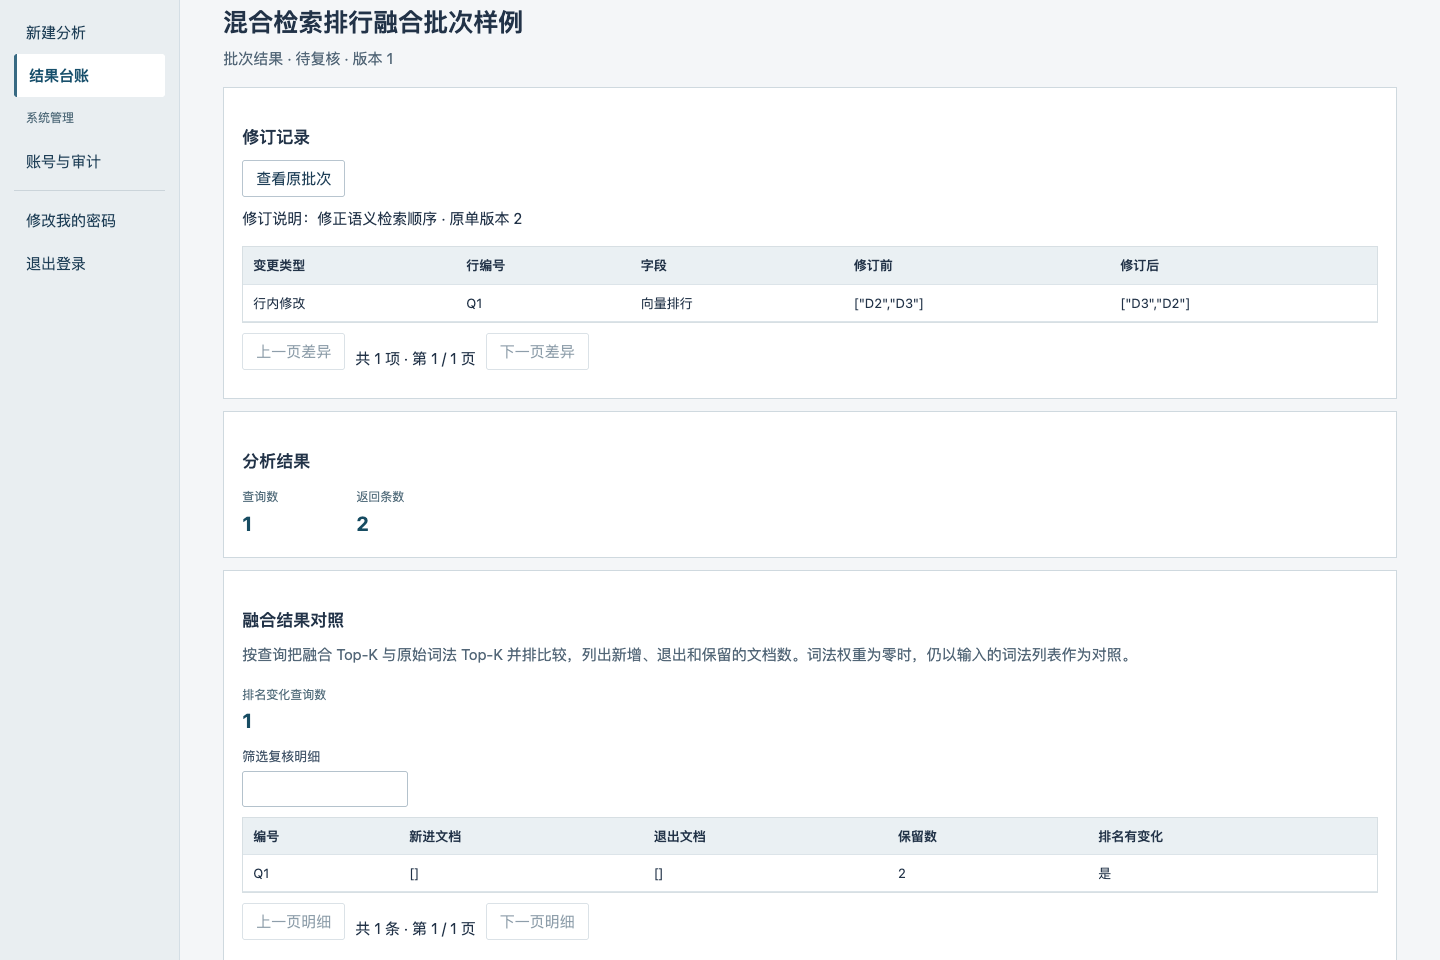 新建分析
结果台账
系统管理
账号与审计
修改我的密码
退出登录
混合检索排行融合批次样例
批次结果 · 待复核 · 版本 1
修订记录
查看原批次
修订说明：修正语义检索顺序 · 原单版本 2
变更类型 行编号 字段 修订前 修订后
行内修改 Q1 向量排行 ["D2","D3"] ["D3","D2"]
上一页差异 共 1 项 · 第 1 / 1 页 下一页差异
分析结果
查询数 返回条数
1 2
融合结果对照
按查询把融合 Top-K 与原始词法 Top-K 并排比较，列出新增、退出和保留的文档数。词法权重为零时，仍以输入的词法列表作为对照。
排名变化查询数
1
筛选复核明细
编号 新进文档 退出文档 保留数 排名有变化
Q1 [] [] 2 是
上一页明细 共 1 条 · 第 1 / 1 页 下一页明细